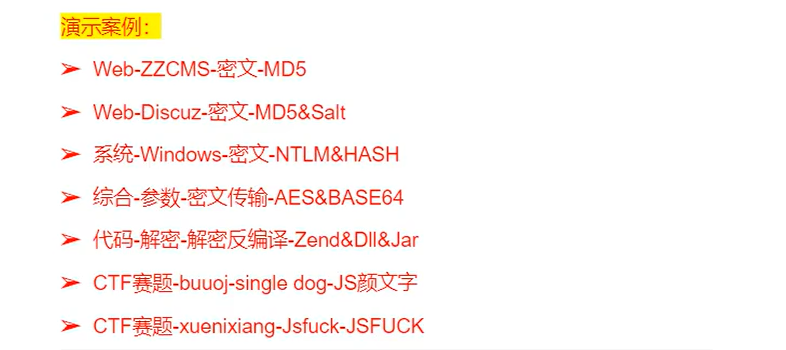 演示案例：
➢ Web-ZZCMS-密文-MD5
➢ Web-Discuz-密文-MD5&Salt
➢ 系统-Windows-密文-NTLM&HASH
➢ 综合-参数-密文传输-AES&BASE64
➢ 代码-解密-解密反编译-Zend&Dll&Jar
➢ CTF赛题-buuoj-single dog-JS颜文字
➢ CTF赛题-xuenixiang-Jsfuck-JSFUCK